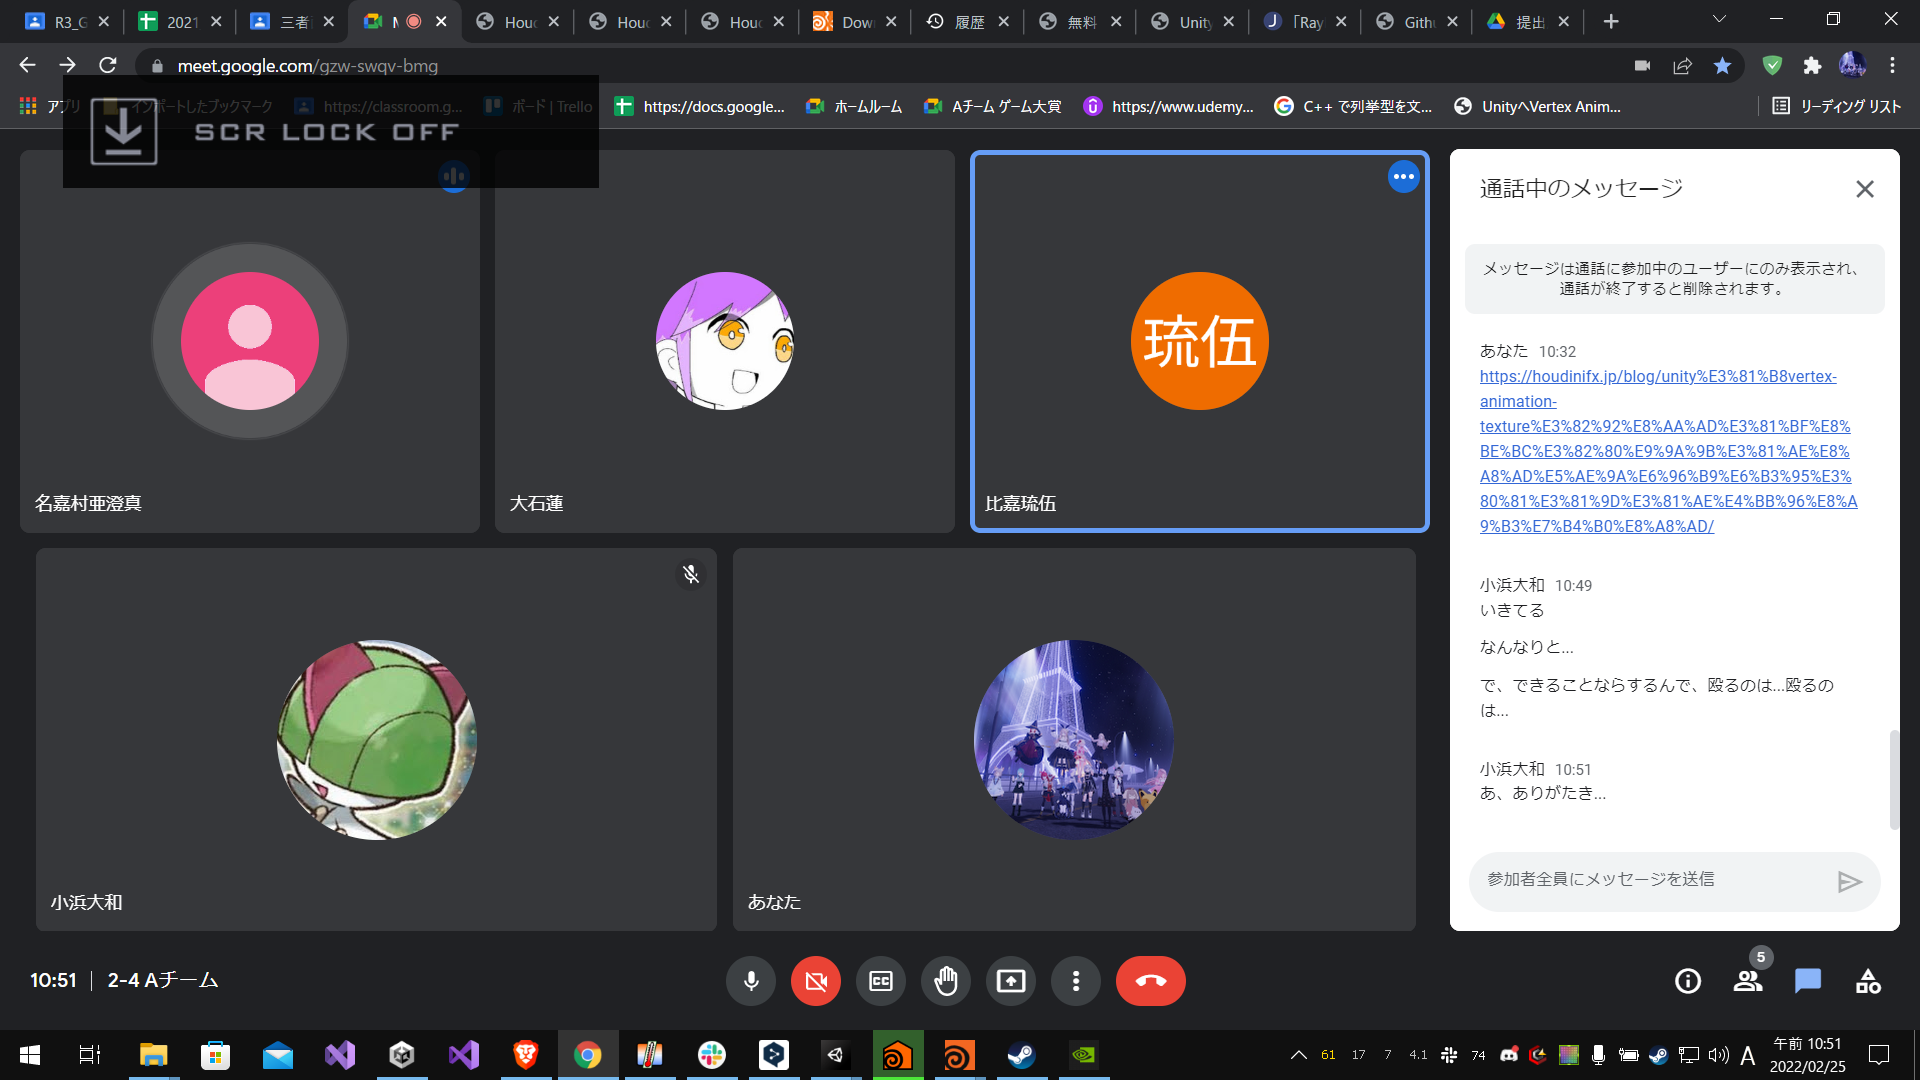 R3_G
2021
三者
M
Houd
Houd
Houd
Dow
履歴
無料
Unity
「Ray
Gith
提出
meet.google.com/gzw-swqv-bmg
アプリ
インポートしたブックマーク
https://classroom.g...
ボード | Trello
https://docs.google...
ホームルーム
Aチーム ゲーム大賞
https://www.udemy...
C++ で列挙型を文...
UnityへVertex Anim...
リーディング リスト
SCR LOCK OFF
名嘉村亜澄真
大石蓮
琉伍
比嘉琉伍
小浜大和
あなた
通話中のメッセージ
メッセージは通話に参加中のユーザーにのみ表示され、
通話が終了すると削除されます。
あなた 10:32
https://houdinifx.jp/blog/unity%E3%81%B8vertex-
animation-
texture%E3%82%92%E8%AA%AD%E3%81%BF%E8%
BE%BC%E3%82%80%E9%9A%9B%E3%81%AE%E8%
A8%AD%E5%AE%9A%E6%96%B9%E6%B3%95%E3%
80%81%E3%81%9D%E3%81%AE%E4%BB%96%E8%A
9%B3%E7%B4%B0%E8%A8%AD/
小浜大和 10:49
いきてる
なんなりと...
で、できることならするんで、殴るのは...殴るの
は...
小浜大和 10:51
あ、ありがたき...
参加者全員にメッセージを送信
10:51
2-4 Aチーム
5
61
17
7
4.1
74
A
午前 10:51
2022/02/25